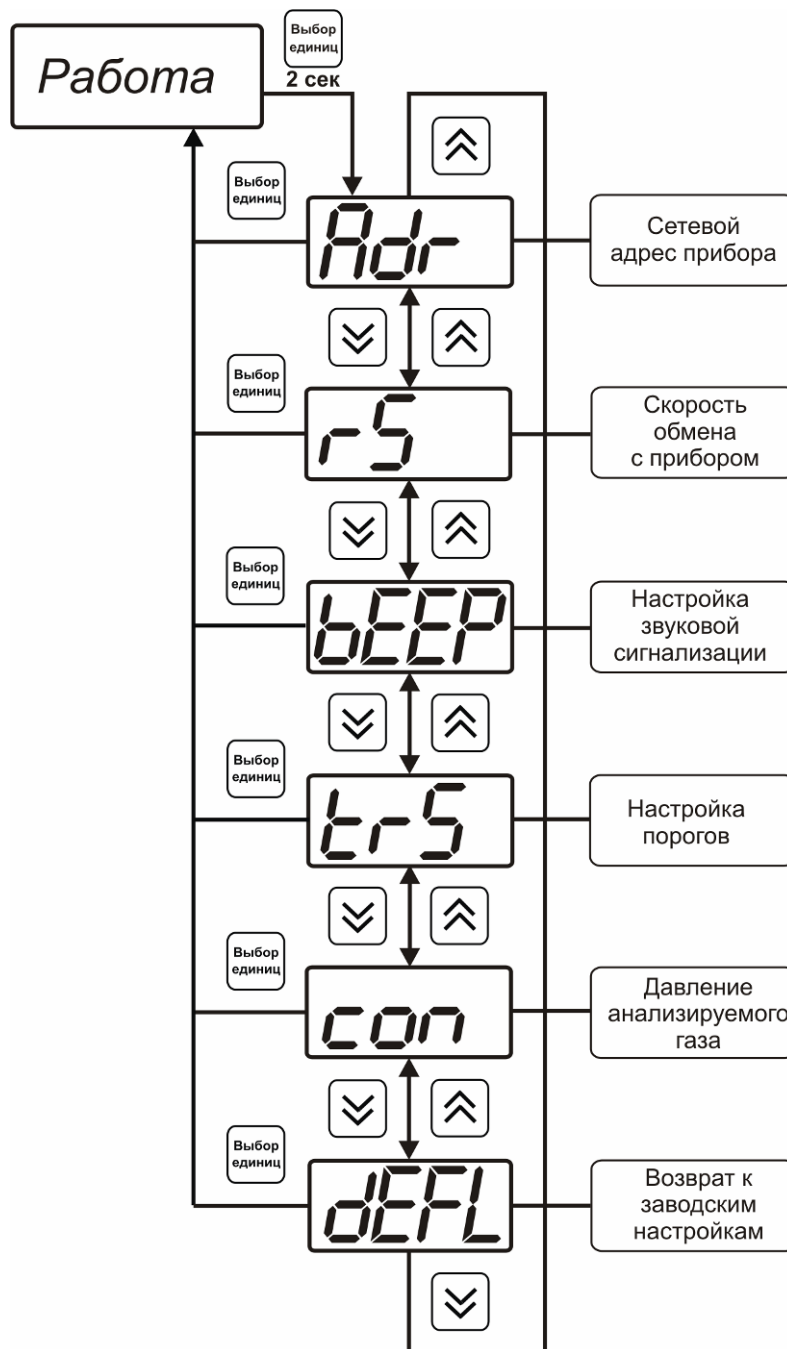 Работа
Выбор
единиц
2 сек
Выбор
единиц
Adr
Сетевой
адрес прибора
Выбор
единиц
rS
Скорость
обмена
с прибором
Выбор
единиц
bEEP
Настройка
звуковой
сигнализации
Выбор
единиц
trS
Настройка
порогов
Выбор
единиц
con
Давление
анализируемого
газа
Выбор
единиц
dEFL
Возврат к
заводским
настройкам